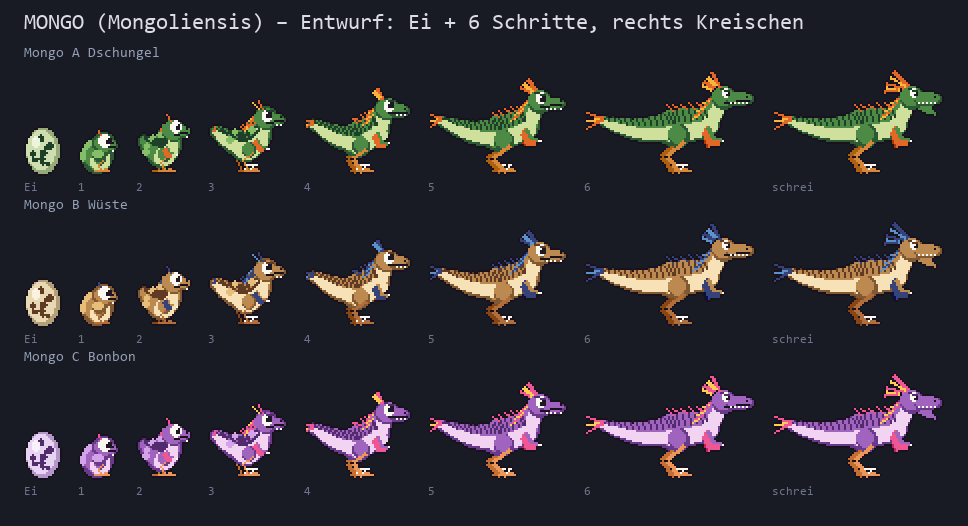 MONGO (Mongoliensis) – Entwurf: Ei + 6 Schritte, rechts Kreischen
Mongo A Dschungel
Ei 1 2 3 4 5 6 schrei
Mongo B Wüste
Ei 1 2 3 4 5 6 schrei
Mongo C Bonbon
Ei 1 2 3 4 5 6 schrei